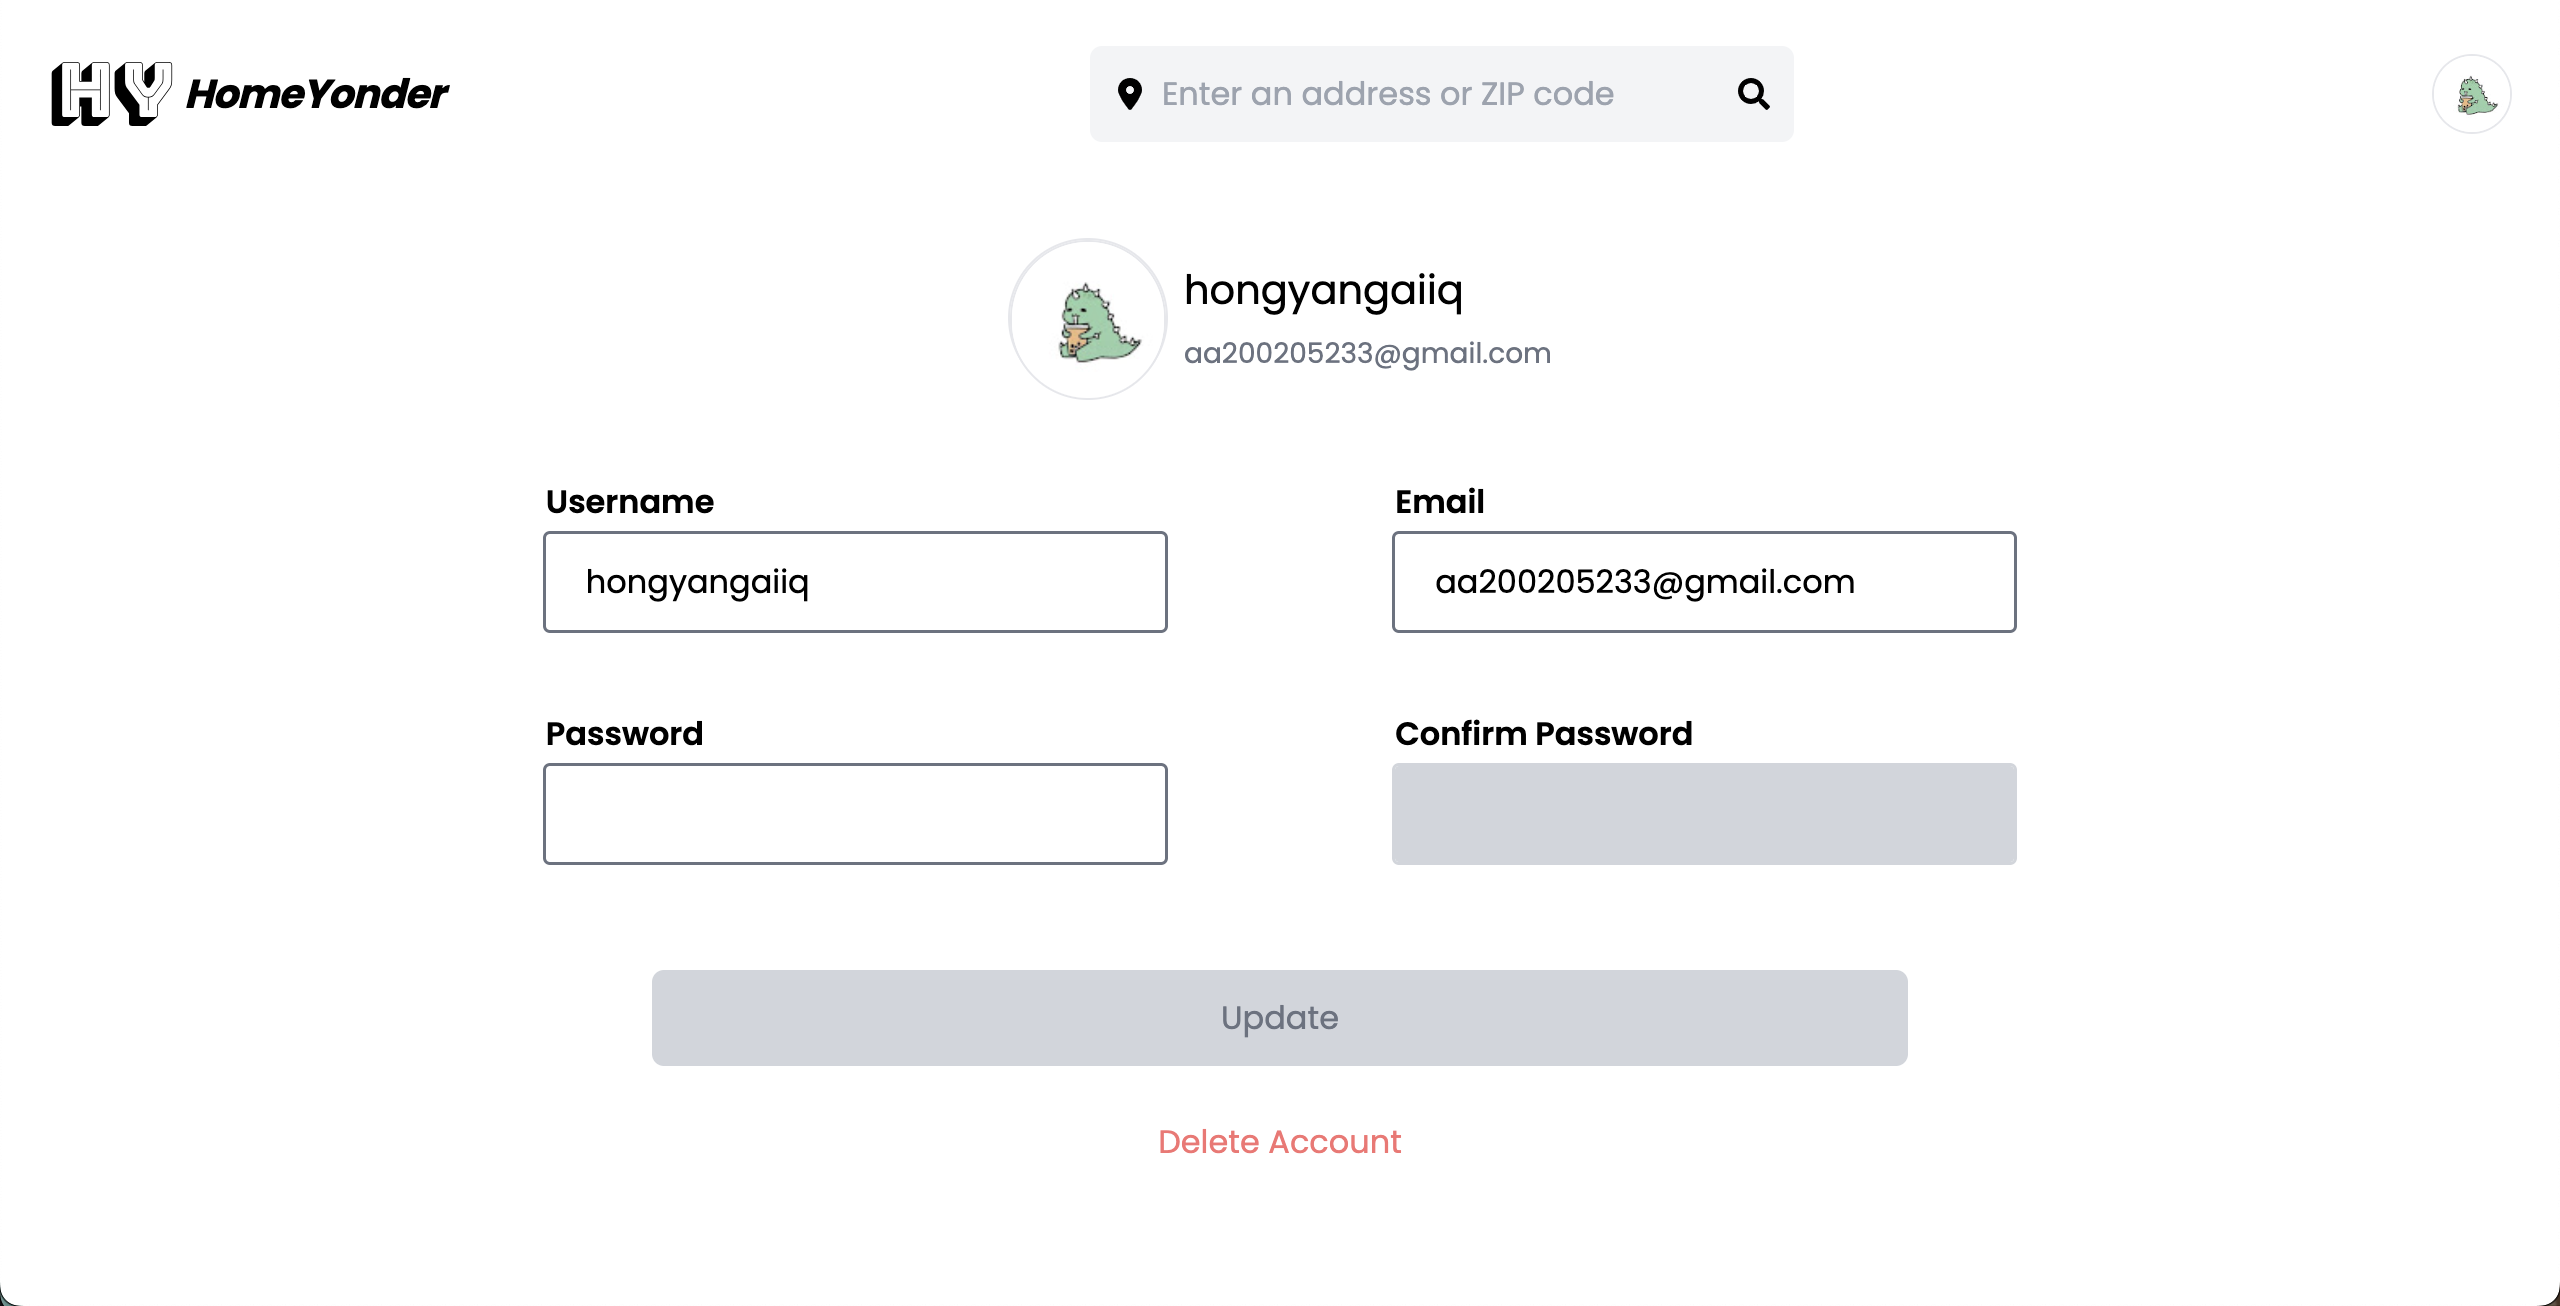 HY HomeYonder
Enter an address or ZIP code
hongyangaiiq
aa200205233@gmail.com
Username
Email
hongyangaiiq
aa200205233@gmail.com
Password
Confirm Password
Update
Delete Account